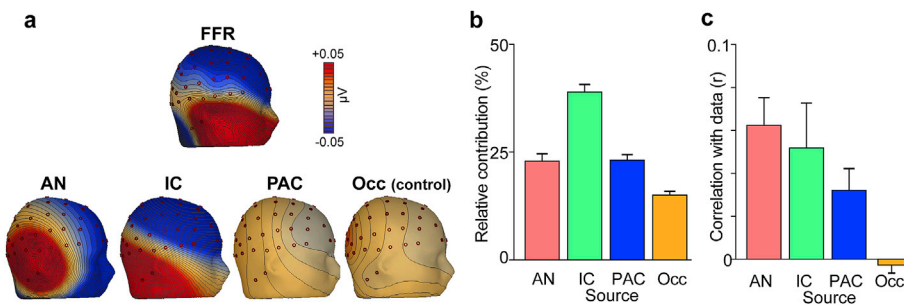 a
FFR
+0.05
μV
-0.05
AN
IC
PAC
Occ (control)
b
Relative contribution (%)
50
25
0
AN
IC
PAC
Occ
Source
c
Correlation with data (r)
0.1
0
AN
IC
PAC
Occ
Source